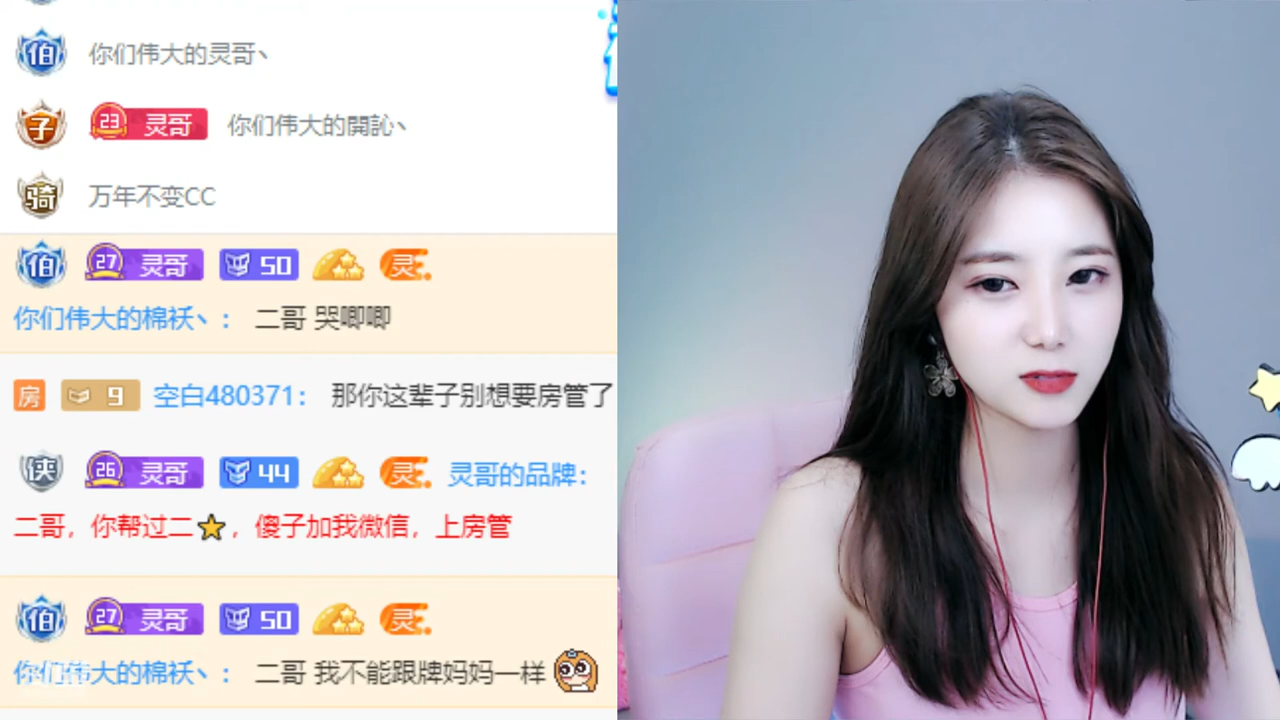 伯 你们伟大的灵哥丶
子 23 灵哥 你们伟大的開訫丶
骑 万年不变CC
伯 27 灵哥 50 灵
你们伟大的棉袄丶： 二哥 哭唧唧
房 9 空白480371： 那你这辈子别想要房管了
侠 26 灵哥 44 灵 灵哥的品牌：
二哥，你帮过二⭐，傻子加我微信，上房管
伯 27 灵哥 50 灵
你们伟大的棉袄丶： 二哥 我不能跟牌妈妈一样